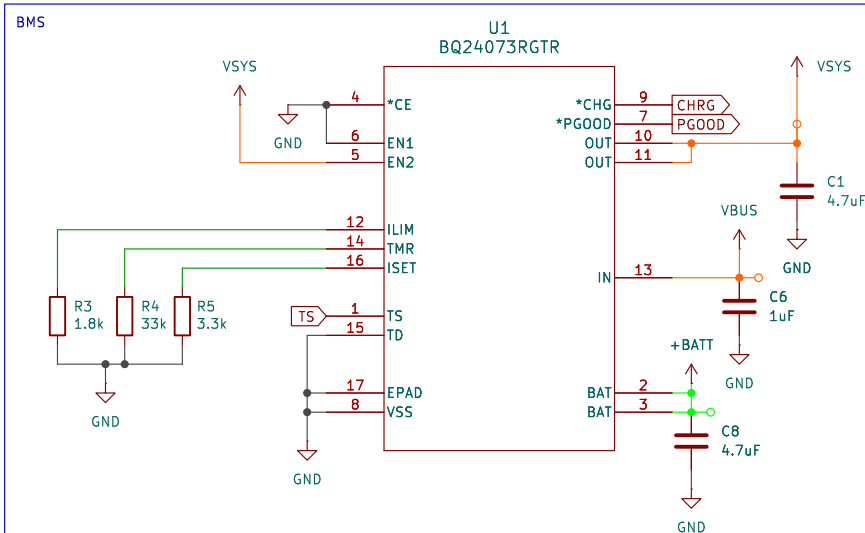 BMS
U1
BQ24073RGTR
VSYS
VSYS
4 *CE
*CHG 9 CHRG
*PGOOD 7 PGOOD
GND
6 EN1
OUT 10
5 EN2
OUT 11
C1
4.7uF
12 ILIM
VBUS
14 TMR
16 ISET
GND
IN 13
R3
1.8k
R4
33k
R5
3.3k
C6
1uF
TS 1 TS
15 TD
+BATT
GND
17 EPAD
BAT 2
8 VSS
BAT 3
GND
C8
4.7uF
GND
GND